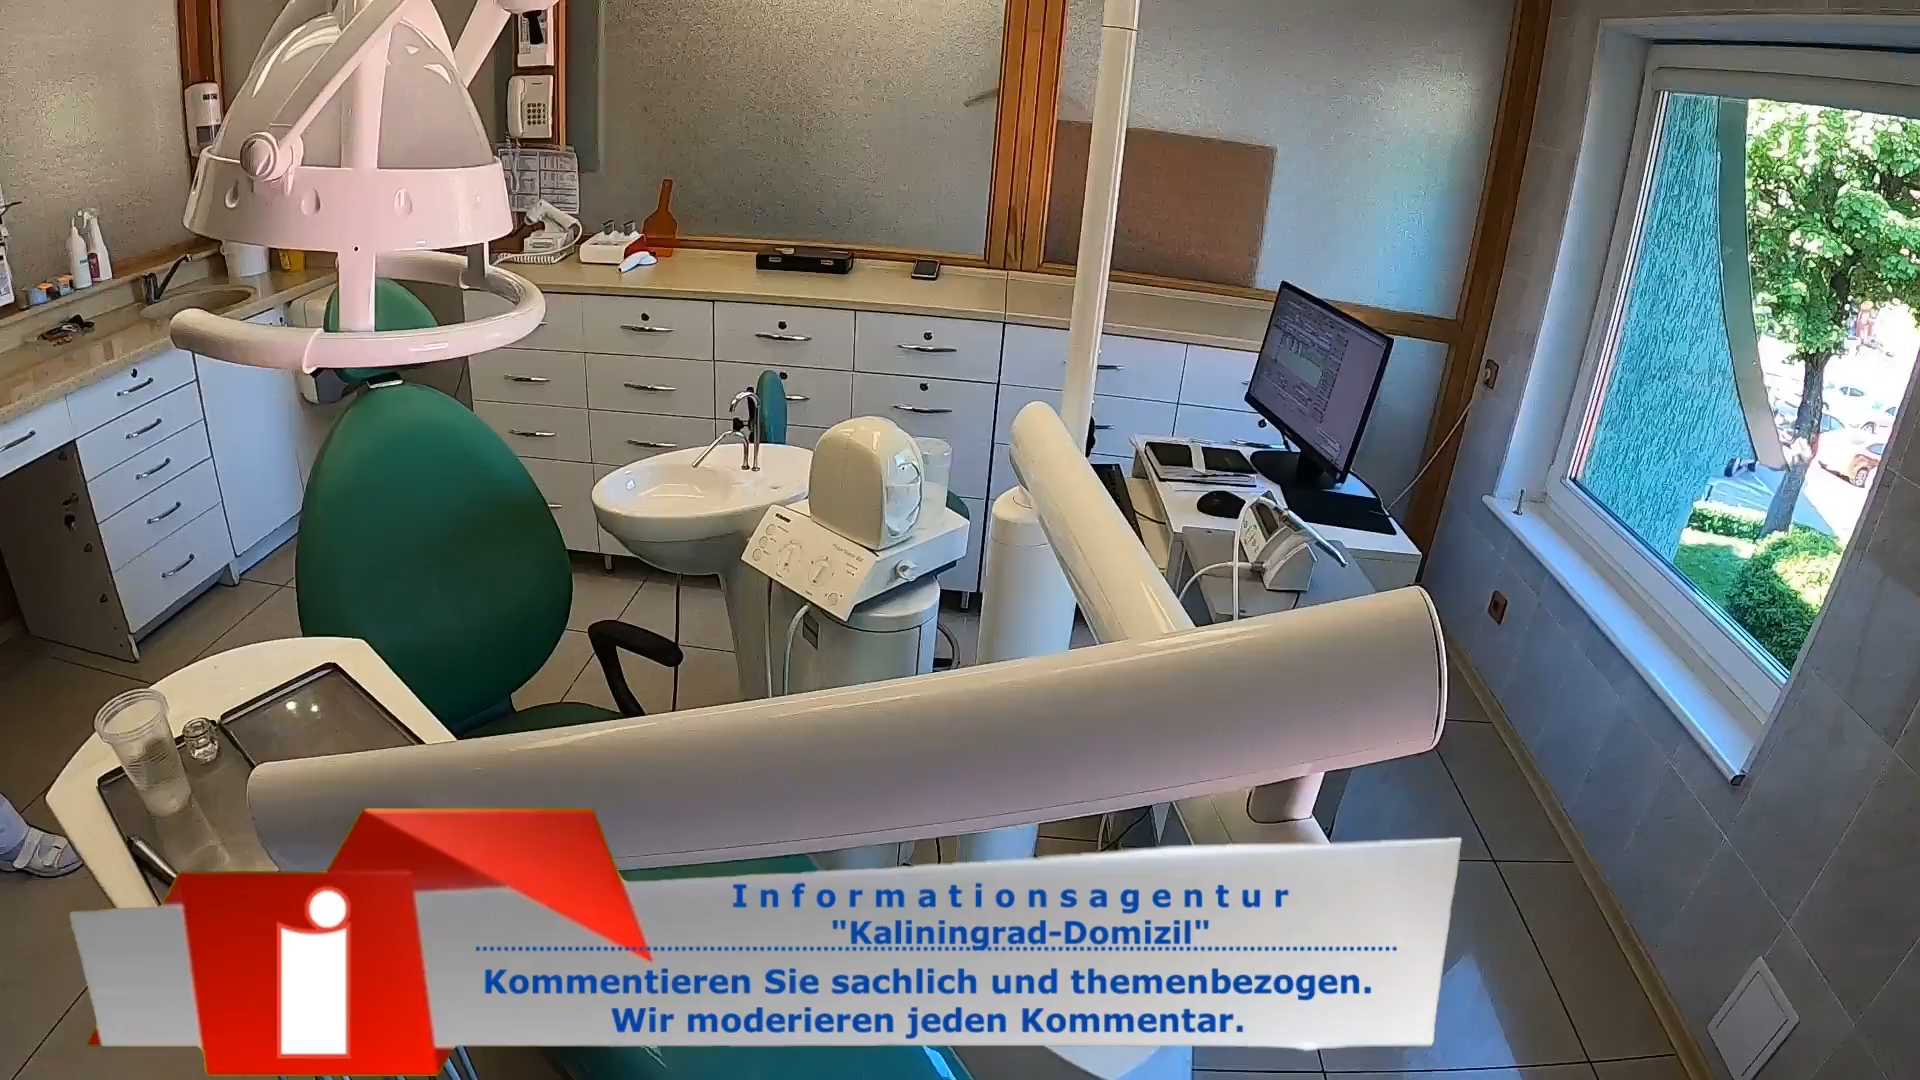 Informationsagentur
"Kaliningrad-Domizil"
Kommentieren Sie sachlich und themenbezogen.
Wir moderieren jeden Kommentar.